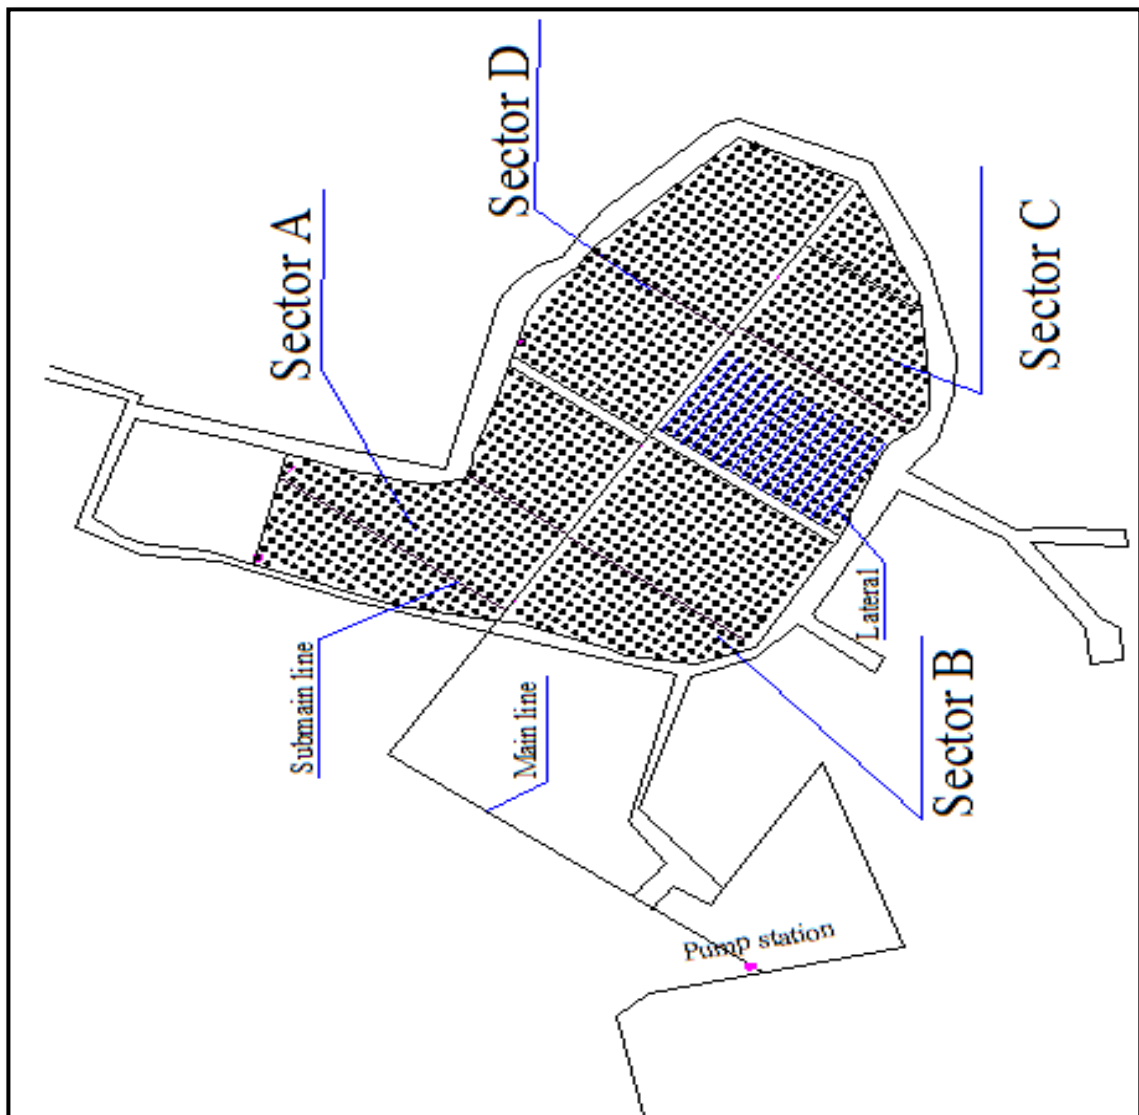 Sector D
Sector A
Sector C
Submain line
Main line
Lateral
Sector B
Pump station